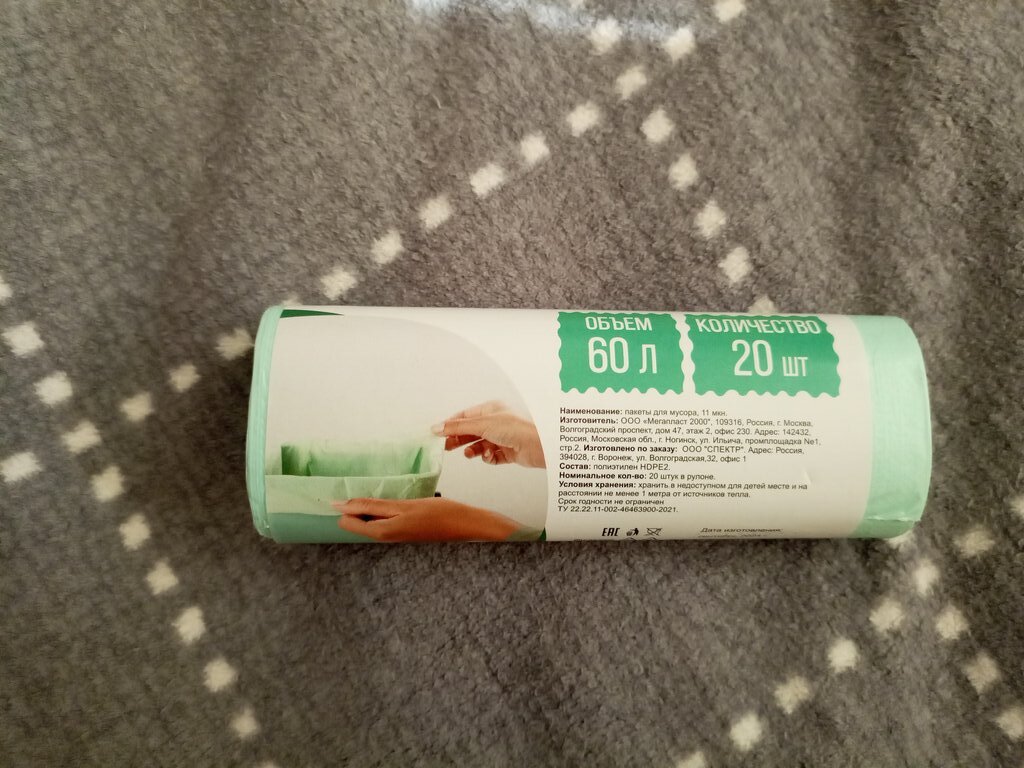 ОБЪЕМ
60 Л
КОЛИЧЕСТВО
20 ШТ
Наименование: пакеты для мусора, 11 мкн.
Изготовитель: ООО «Мегапласт 2000", 109316, Россия, г. Москва,
Волгоградский проспект, дом 47, этаж 2, офис 230. Адрес: 142432,
Россия, Московская обл., г. Ногинск, ул. Ильича, промплощадка №1,
стр.2. Изготовлено по заказу: ООО "СПЕКТР". Адрес: Россия,
394028, г. Воронеж, ул. Волгоградская,32, офис 1
Состав: полиэтилен HDPE2.
Номинальное кол-во: 20 штук в рулоне.
Условия хранения: хранить в недоступном для детей месте и на
расстоянии не менее 1 метра от источников тепла.
Срок годности не ограничен
ТУ 22.22.11-002-46463900-2021.
EAC
Дата изготовления: